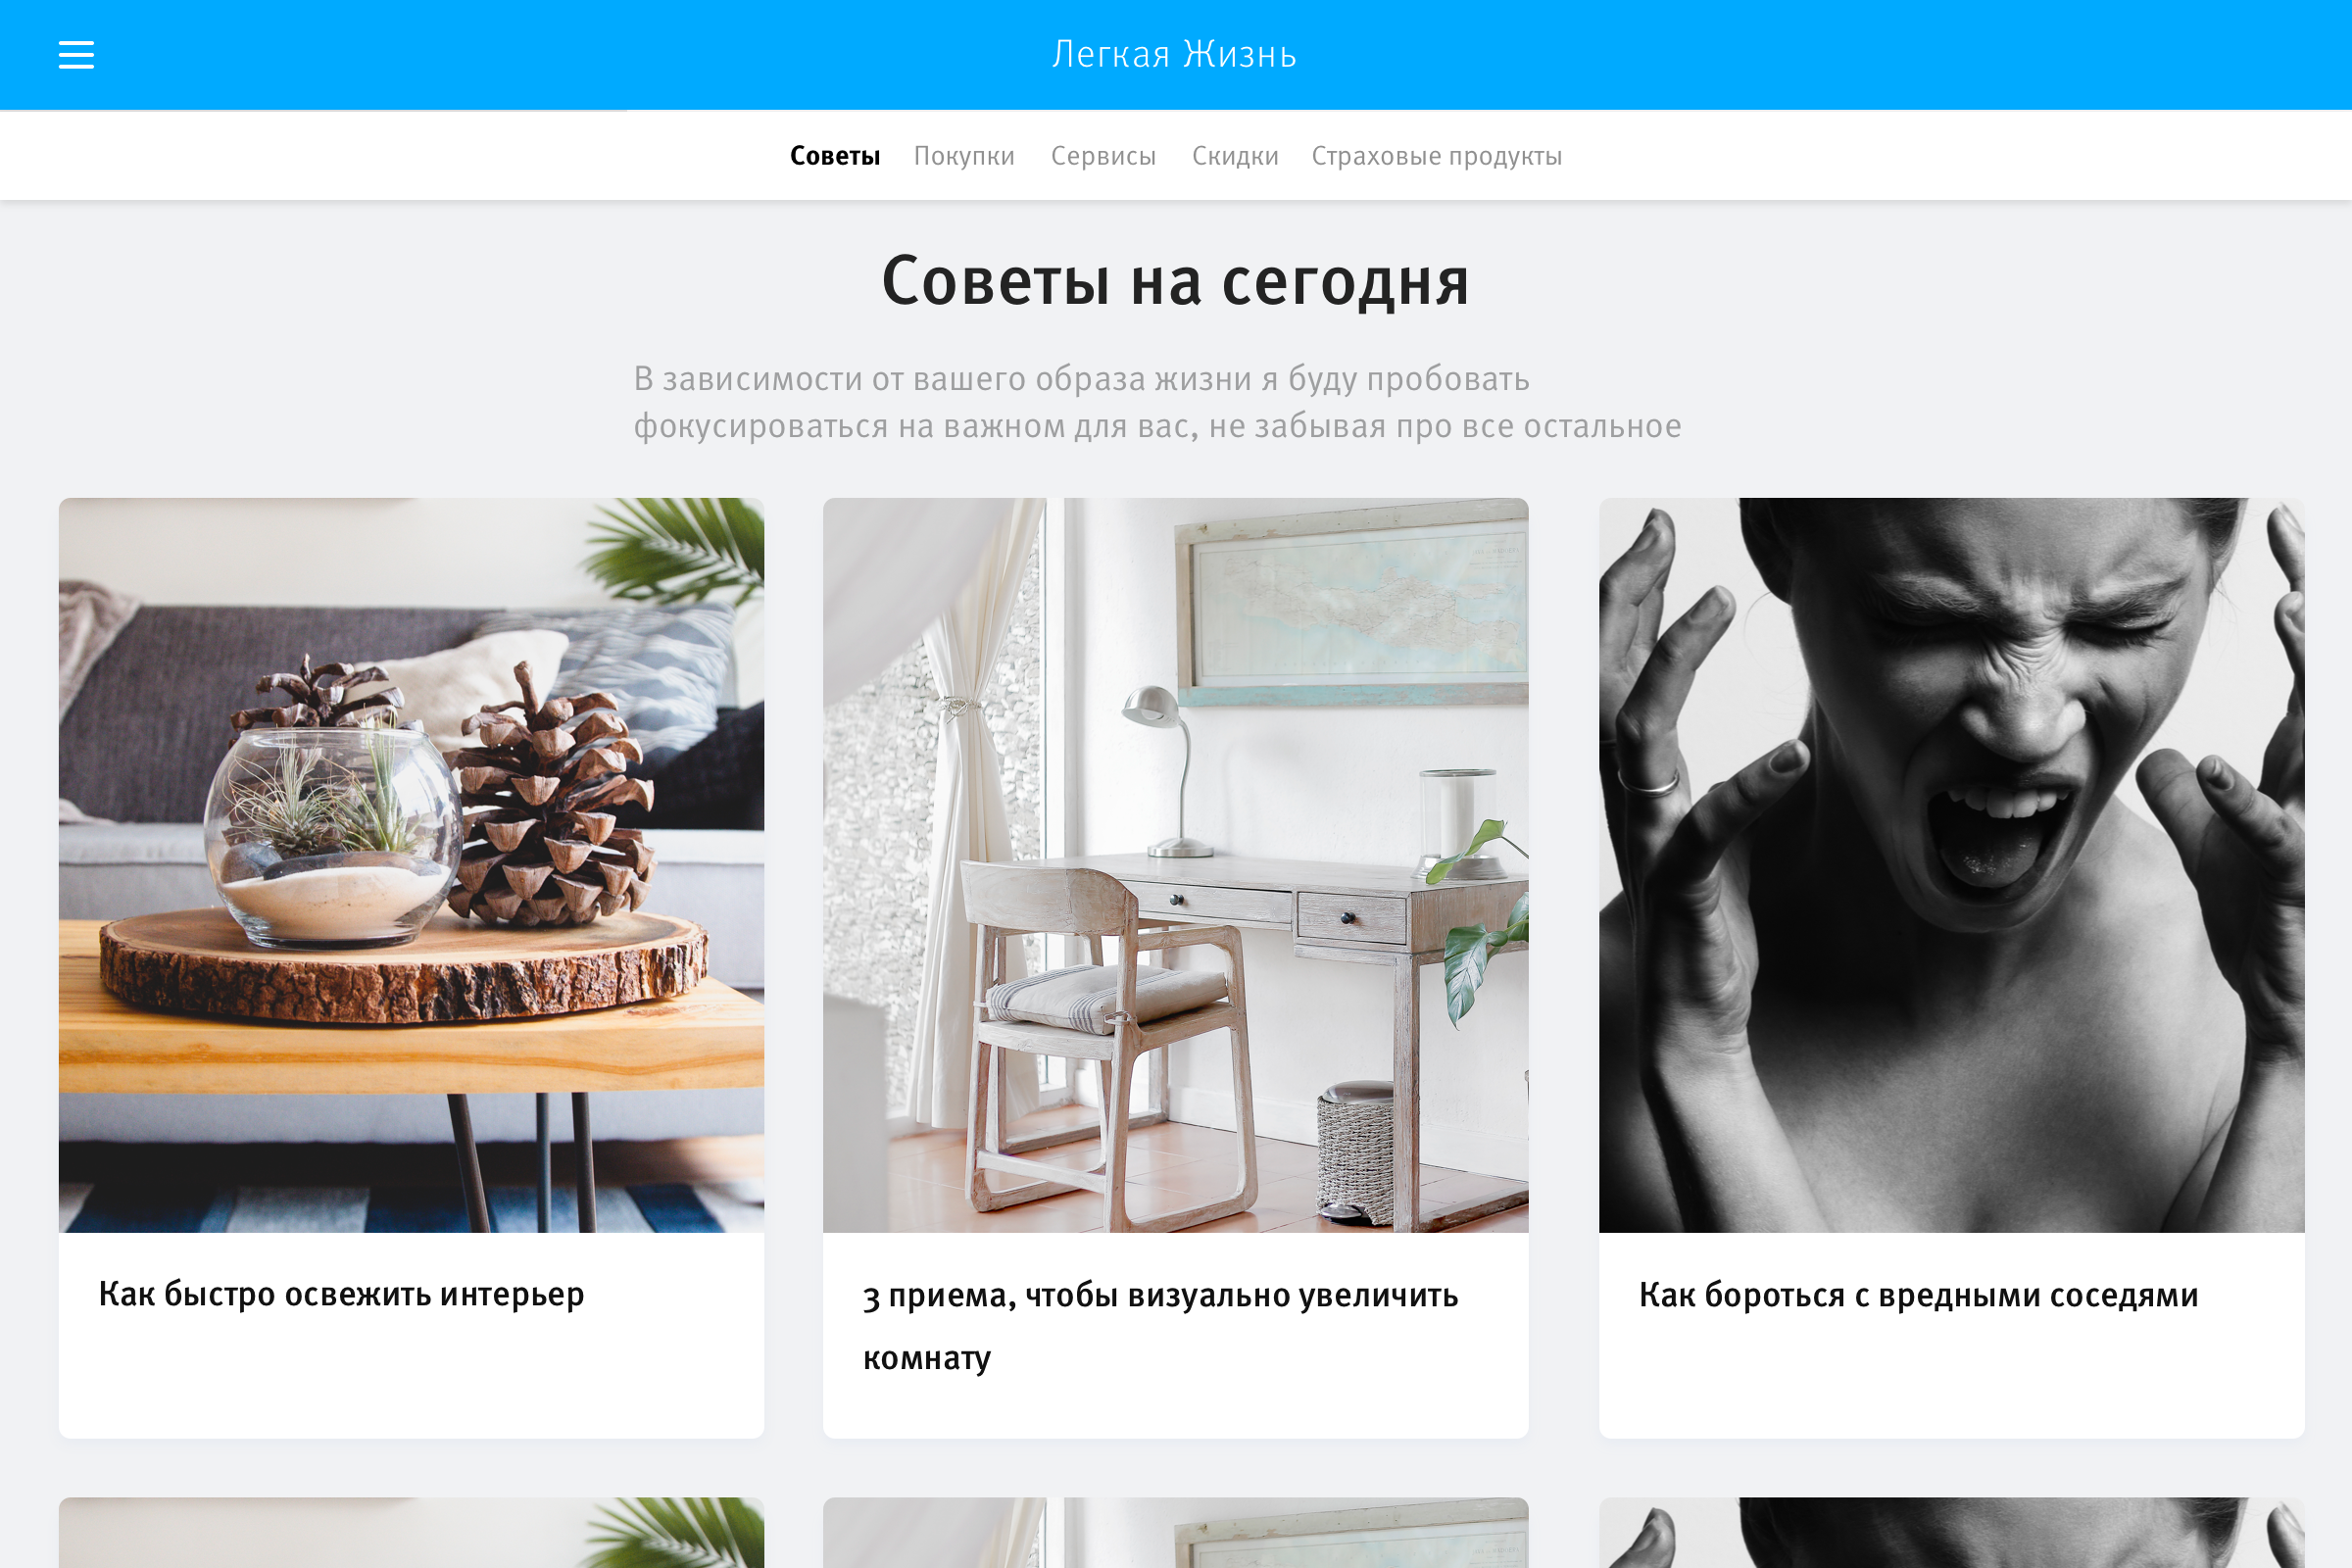 Легкая Жизнь
Советы Покупки Сервисы Скидки Страховые продукты
Советы на сегодня
В зависимости от вашего образа жизни я буду пробовать
фокусироваться на важном для вас, не забывая про все остальное
Как быстро освежить интерьер
3 приема, чтобы визуально увеличить
комнату
Как бороться с вредными соседями